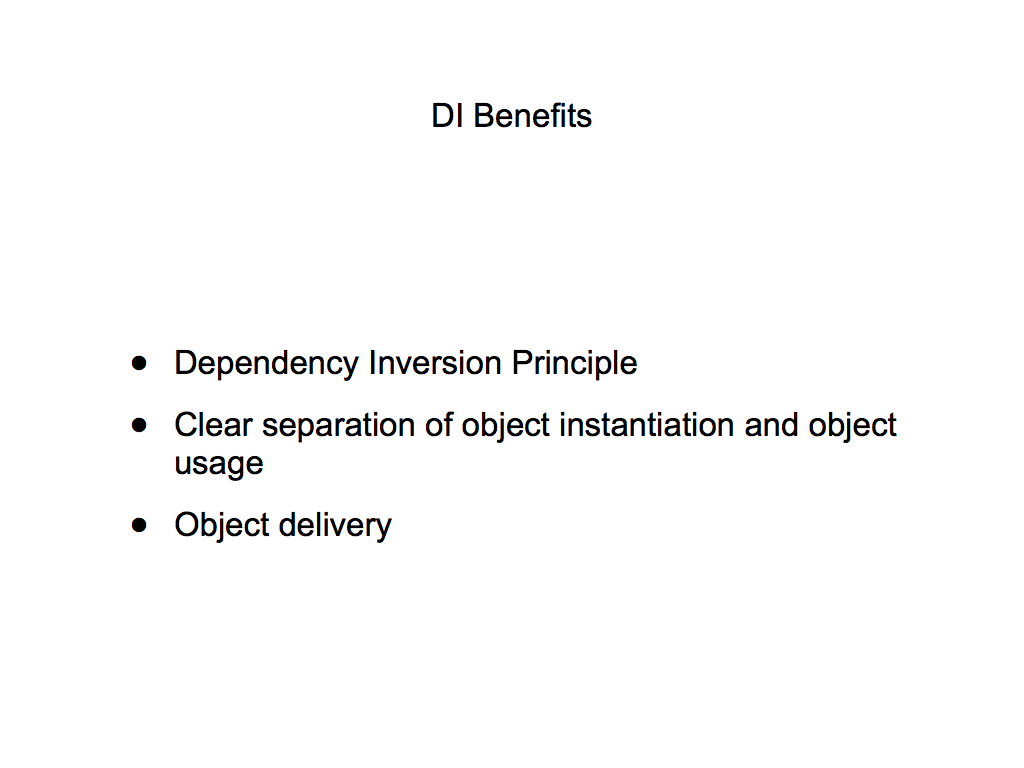 DI Benefits
● Dependency Inversion Principle
● Clear separation of object instantiation and object
usage
● Object delivery